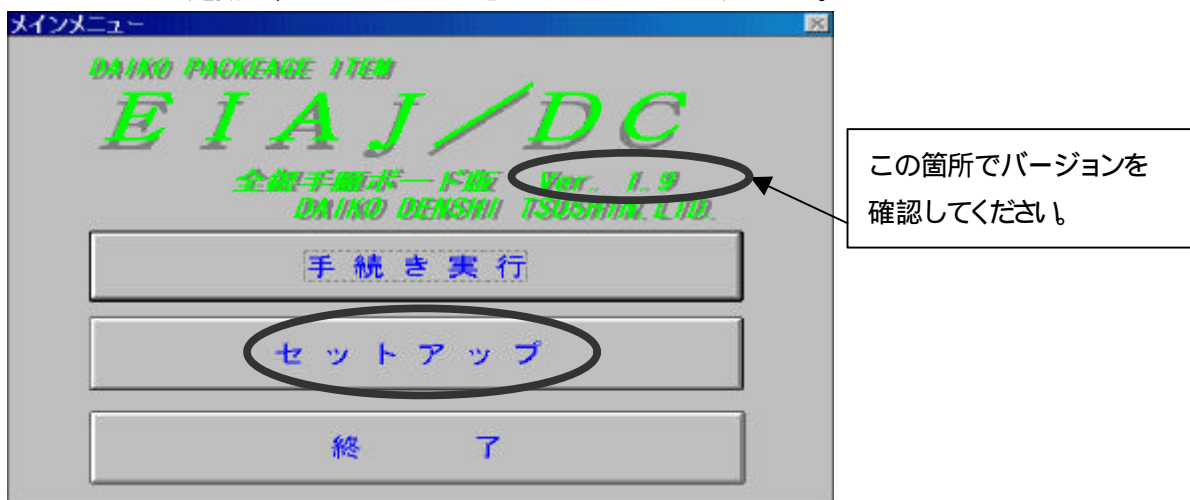 メインメニュー
DAIKO PACKEAGE ITEM
EIAJ/DC
全銀手順ボード版 Ver. 1.9
DAIKO DENSHI TSUSHIN.LTD.
手続き実行
セットアップ
終 了
この箇所でバージョンを
確認してください。